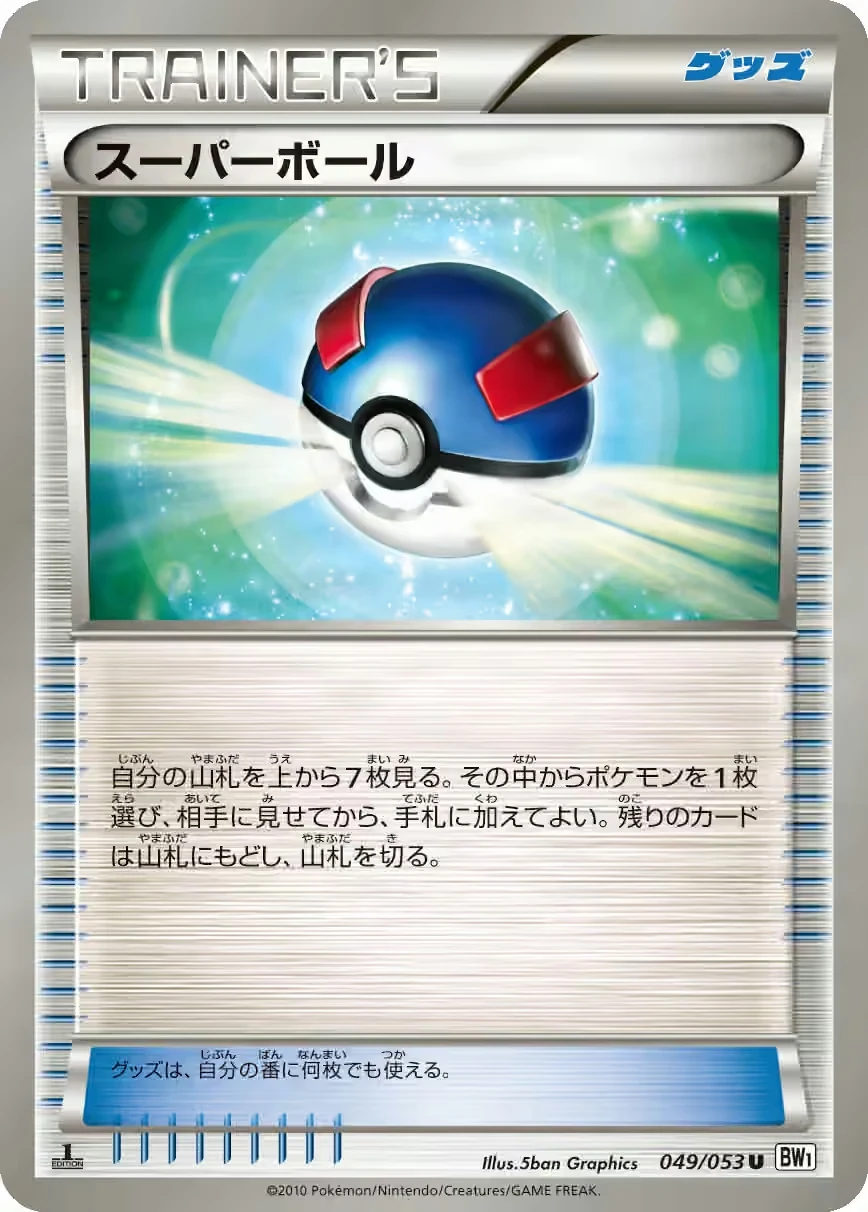 TRAINER'S
グッズ
スーパーボール
自分の山札を上から7枚見る。その中からポケモンを1枚
選び、相手に見せてから、手札に加えてよい。残りのカード
は山札にもどし、山札を切る。
グッズは、自分の番に何枚でも使える。
1 EDITION
Illus.5ban Graphics 049/053 U BW1
©2010 Pokémon/Nintendo/Creatures/GAME FREAK.